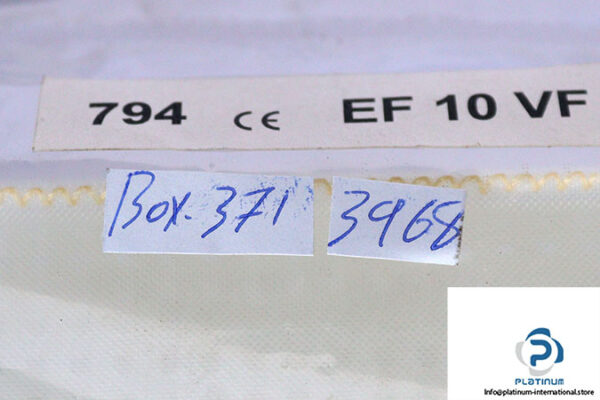 794 CE EF 10 VF
Box.371 3968
PLATINUM
Info@platinum-international.store